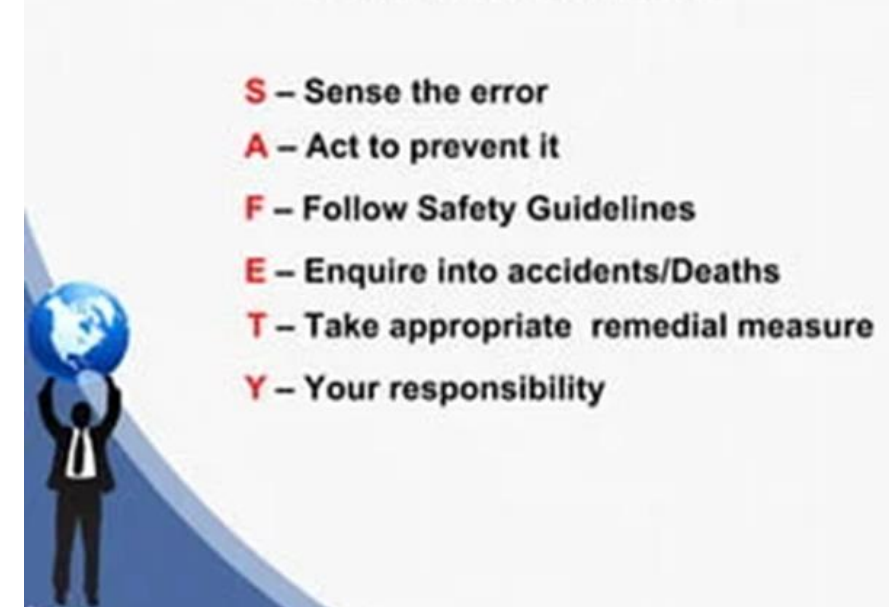 S – Sense the error
A – Act to prevent it
F – Follow Safety Guidelines
E – Enquire into accidents/Deaths
T – Take appropriate remedial measure
Y – Your responsibility